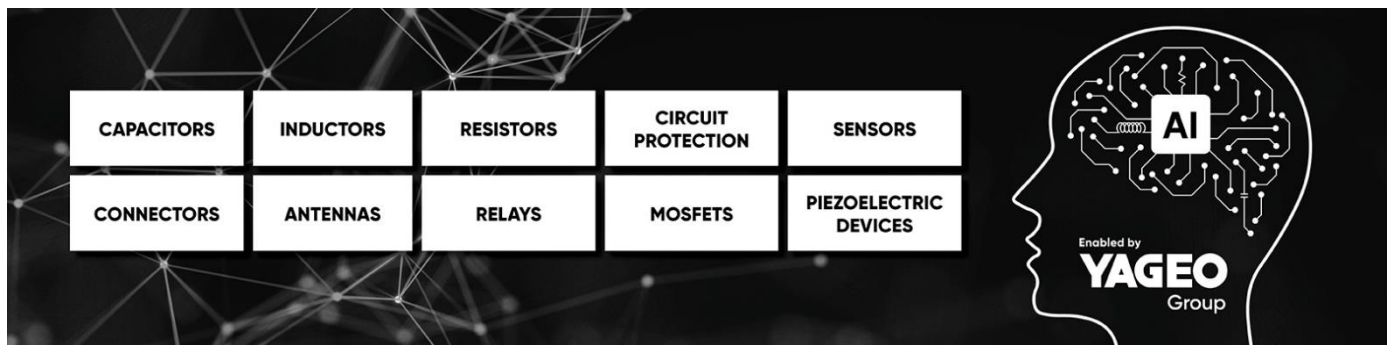 CAPACITORS
INDUCTORS
RESISTORS
CIRCUIT
PROTECTION
SENSORS
CONNECTORS
ANTENNAS
RELAYS
MOSFETS
PIEZOELECTRIC
DEVICES
AI
Enabled by
YAGEO
Group